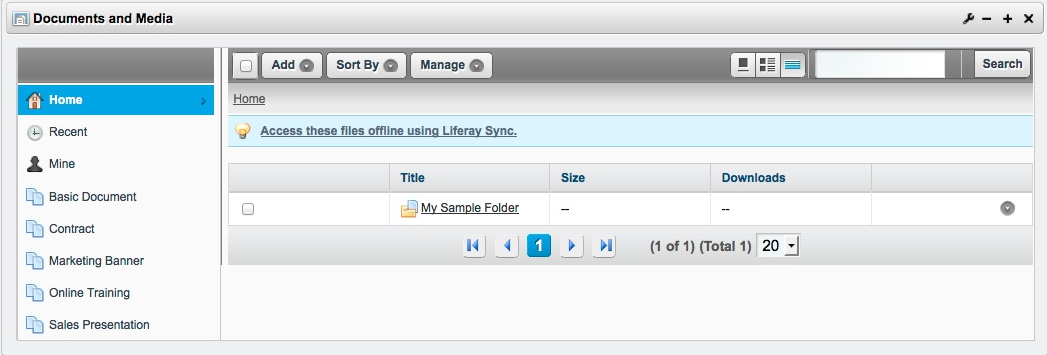 Documents and Media
Add Sort By Manage Search
Home
Recent
Mine
Basic Document
Contract
Marketing Banner
Online Training
Sales Presentation
Home
Access these files offline using Liferay Sync.
Title Size Downloads
My Sample Folder -- --
1 (1 of 1) (Total 1) 20